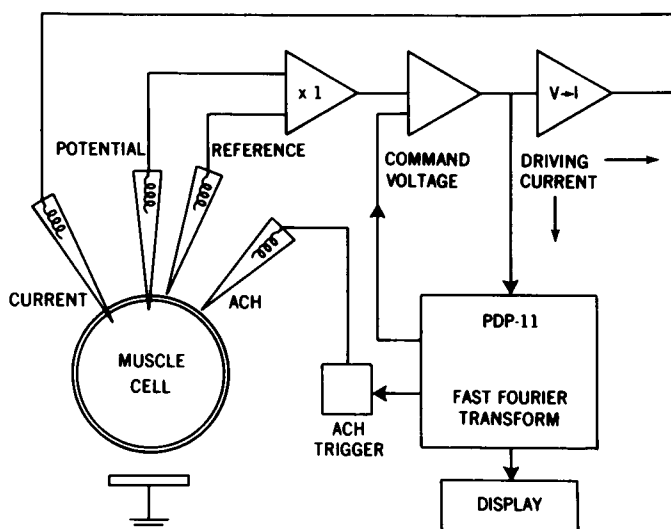 x 1
V→I
POTENTIAL
REFERENCE
COMMAND
VOLTAGE
DRIVING
CURRENT
CURRENT
ACH
MUSCLE
CELL
PDP-11
FAST FOURIER
TRANSFORM
ACH
TRIGGER
DISPLAY